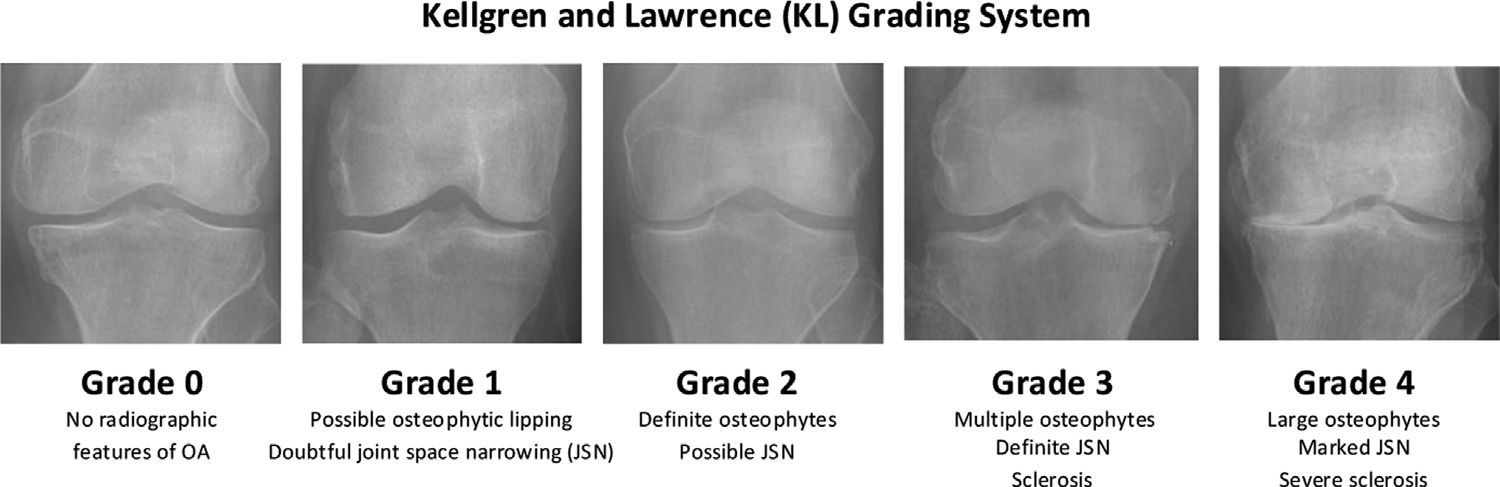 Kellgren and Lawrence (KL) Grading System
Grade 0
No radiographic
features of OA
Grade 1
Possible osteophytic lipping
Doubtful joint space narrowing (JSN)
Grade 2
Definite osteophytes
Possible JSN
Grade 3
Multiple osteophytes
Definite JSN
Sclerosis
Grade 4
Large osteophytes
Marked JSN
Severe sclerosis